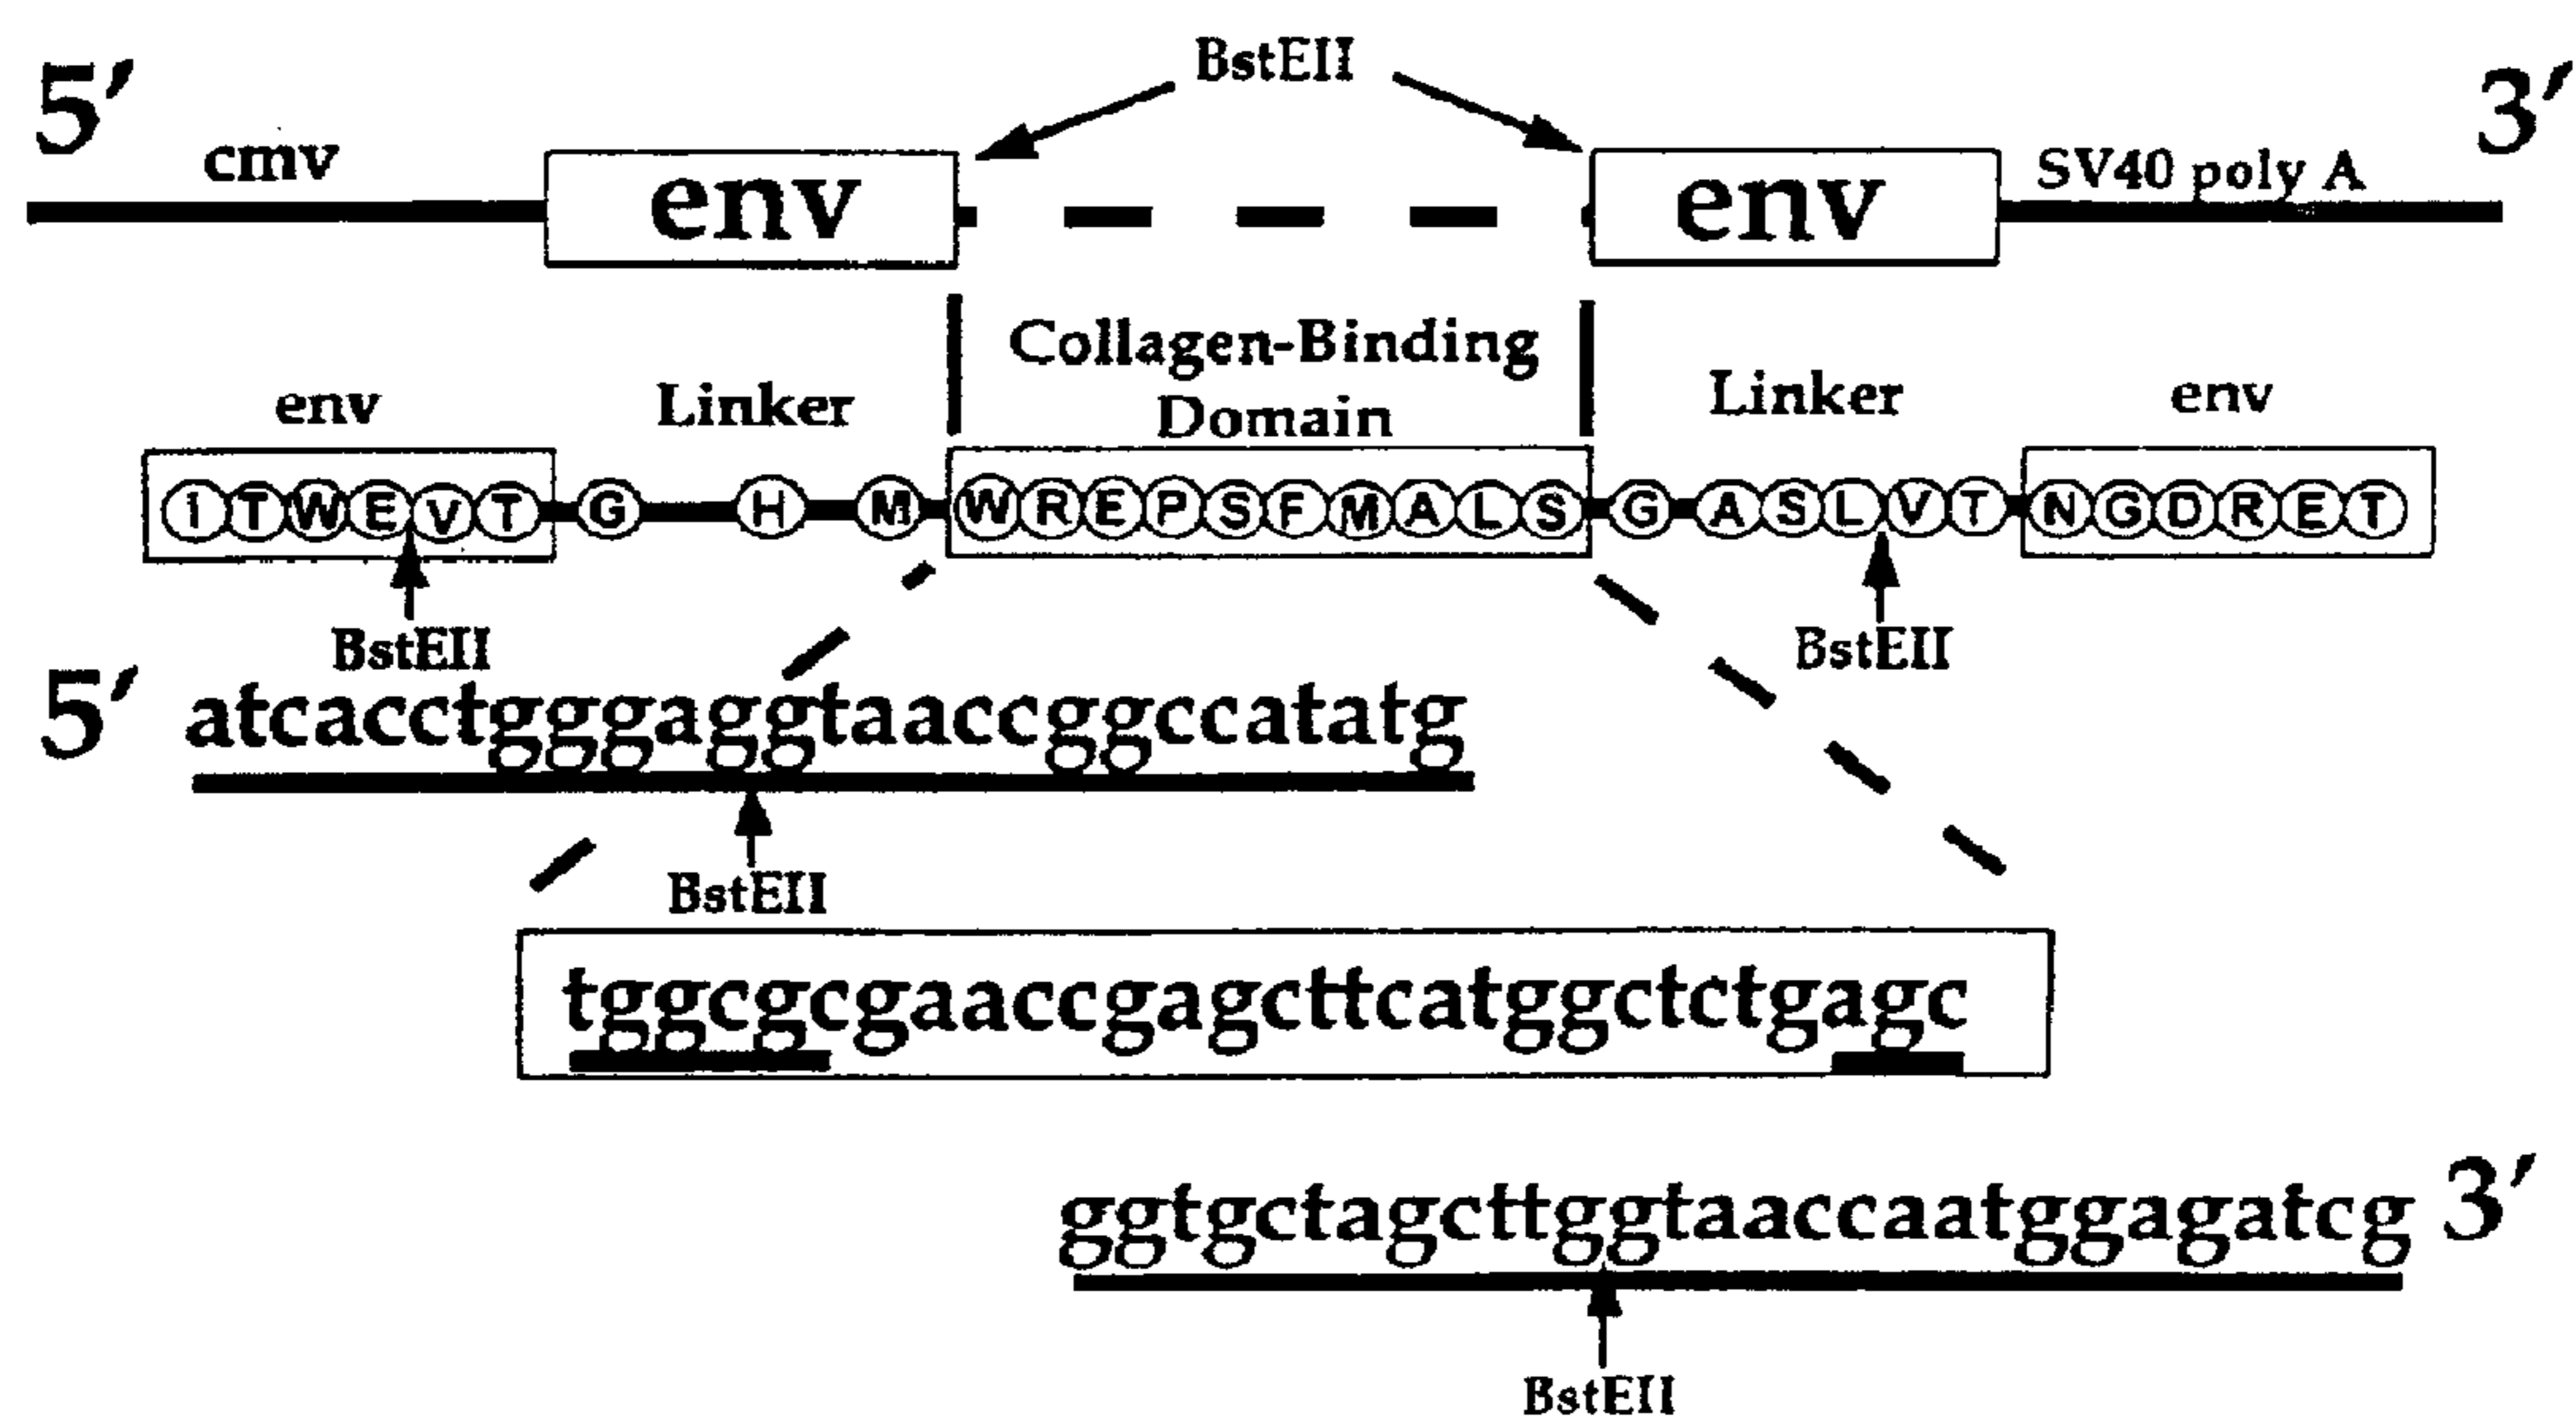 BstEII
5′ 3′
cmv env env SV40 poly A
Collagen-Binding
Domain
env Linker Linker env
I T W E V T G H M W R E P S F M A L S G A S L V T N G D R E T
BstEII BstEII
5′ atcacctgggaggtaaccggccatatg
BstEII
tggcgcgaaccgagcttcatggctctgagc
ggtgctagcttggtaaccaatggagatcg 3′
BstEII